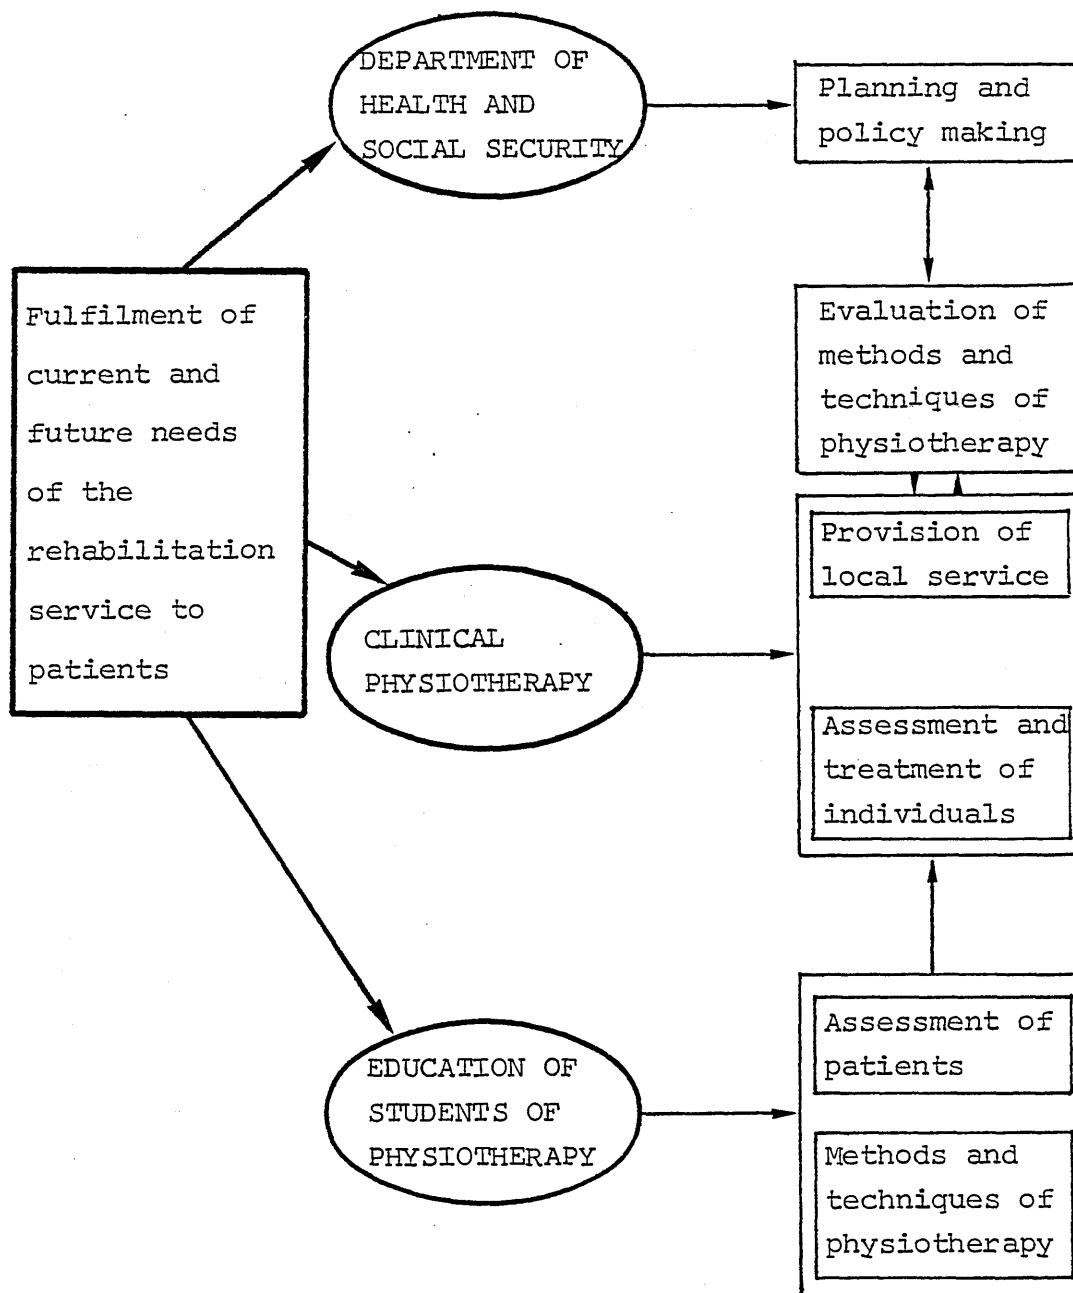 DEPARTMENT OF
HEALTH AND
SOCIAL SECURITY
Planning and
policy making
Fulfilment of
current and
future needs
of the
rehabilitation
service to
patients
Evaluation of
methods and
techniques of
physiotherapy
Provision of
local service
CLINICAL
PHYSIOTHERAPY
Assessment and
treatment of
individuals
EDUCATION OF
STUDENTS OF
PHYSIOTHERAPY
Assessment of
patients
Methods and
techniques of
physiotherapy